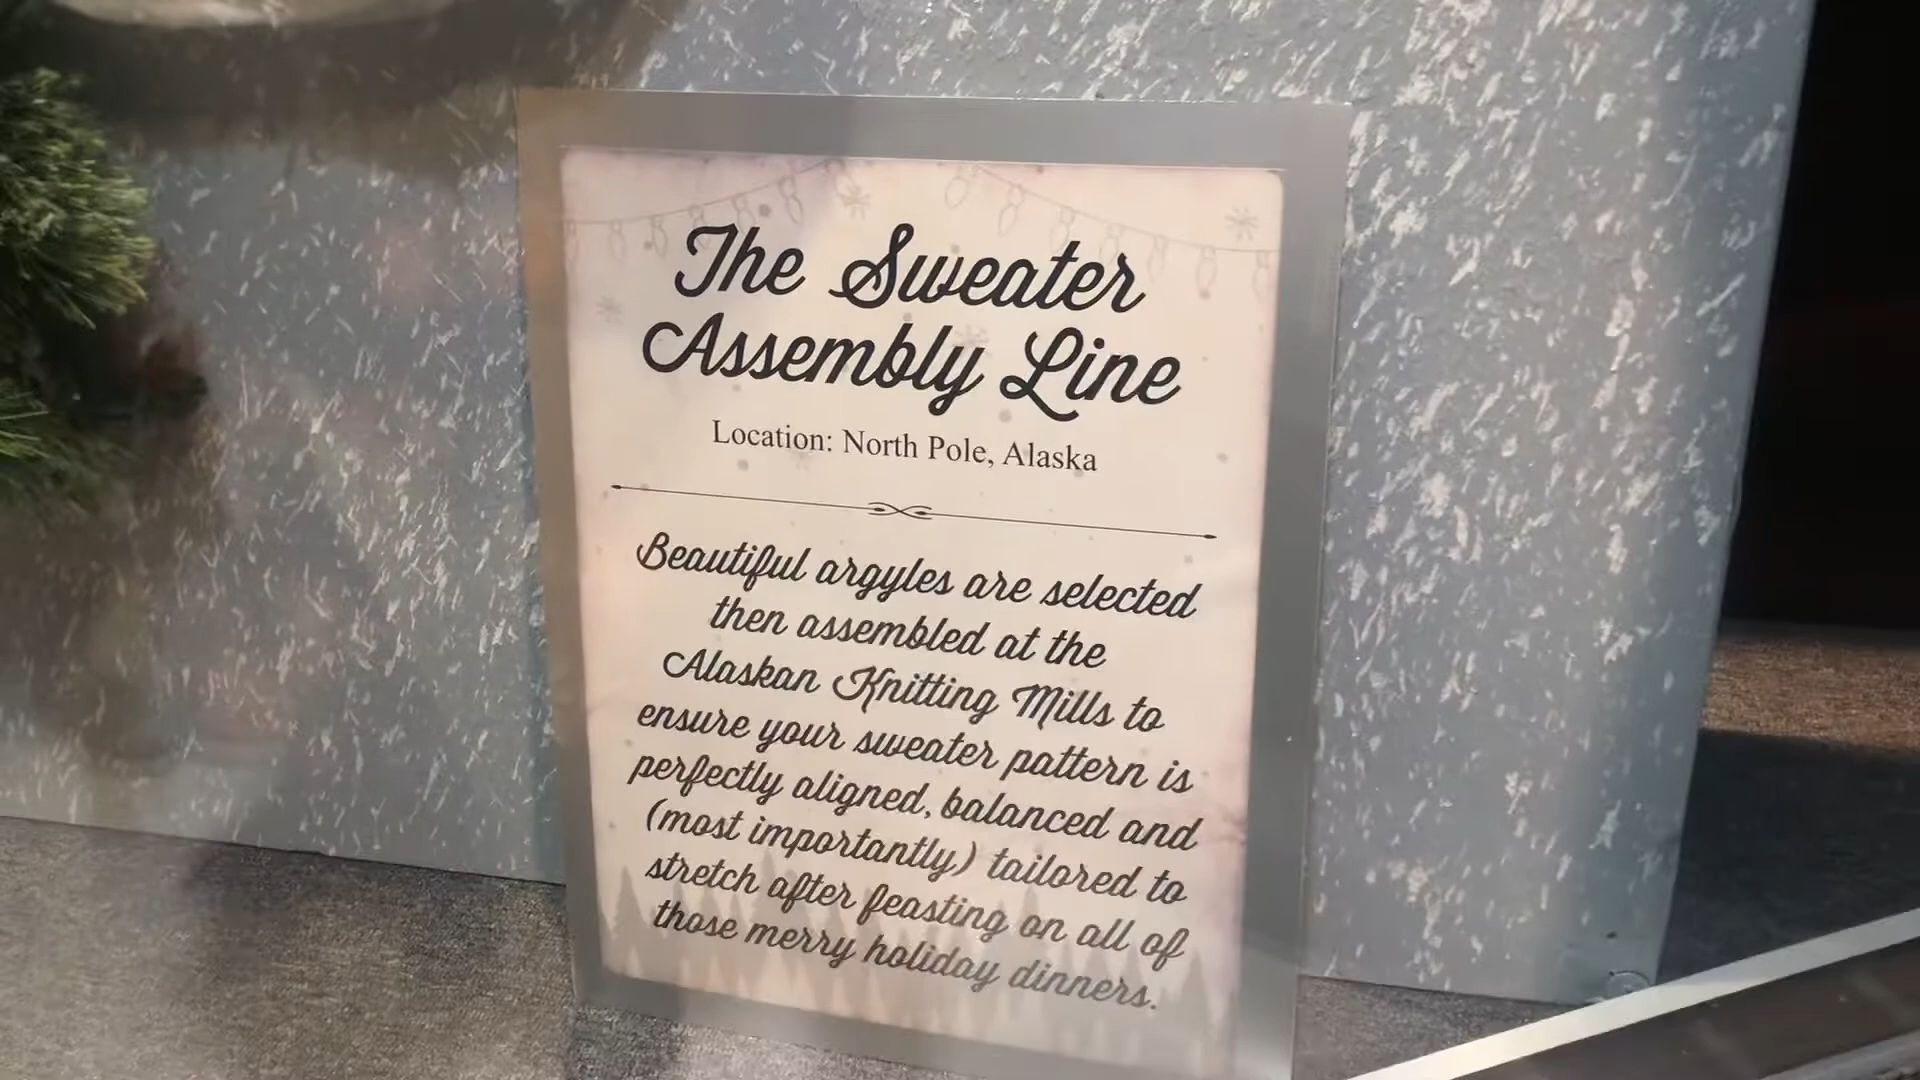 The Sweater
Assembly Line
Location: North Pole, Alaska
Beautiful argyles are selected
then assembled at the
Alaskan Knitting Mills to
ensure your sweater pattern is
perfectly aligned, balanced and
(most importantly) tailored to
stretch after feasting on all of
those merry holiday dinners.